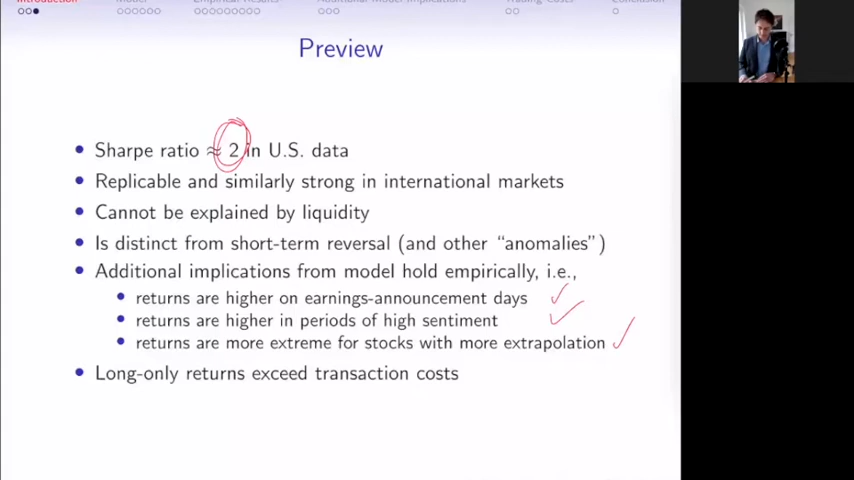 Introduction Model Empirical Results Additional Model Implications Trading Costs Conclusion
Preview
• Sharpe ratio ≈ 2 in U.S. data
• Replicable and similarly strong in international markets
• Cannot be explained by liquidity
• Is distinct from short-term reversal (and other “anomalies”)
• Additional implications from model hold empirically, i.e.,
• returns are higher on earnings-announcement days
• returns are higher in periods of high sentiment
• returns are more extreme for stocks with more extrapolation
• Long-only returns exceed transaction costs